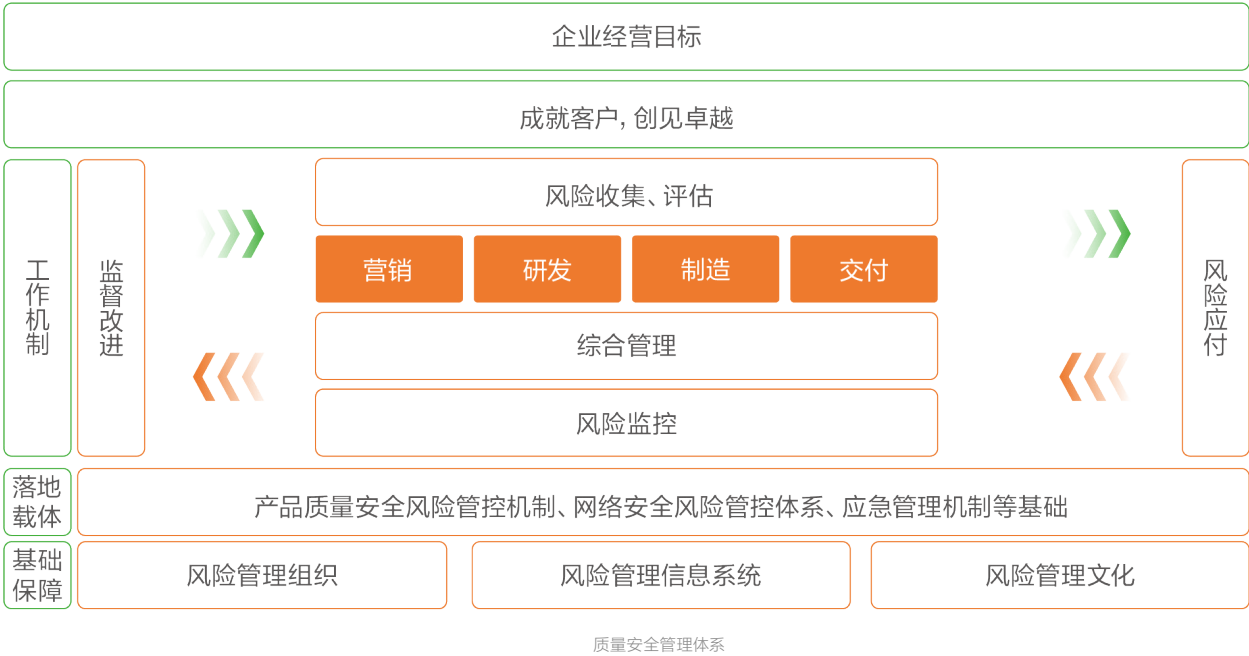 企业经营目标
成就客户, 创见卓越
工作机制
监督改进
风险收集、评估
营销
研发
制造
交付
综合管理
风险监控
风险应付
落地
载体
产品质量安全风险管控机制、网络安全风险管控体系、应急管理机制等基础
基础
保障
风险管理组织
风险管理信息系统
风险管理文化
质量安全管理体系